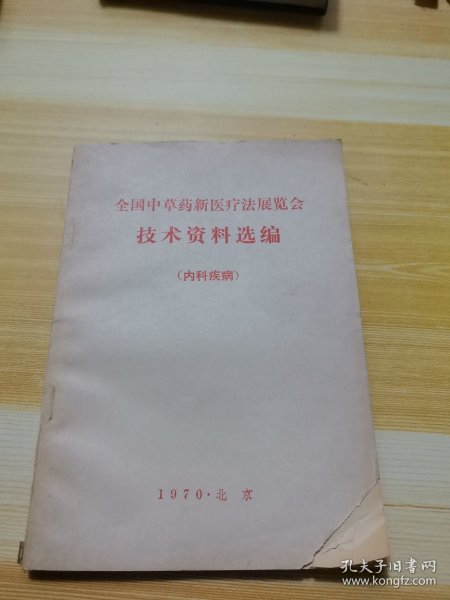 全国中草药新医疗法展览会
技术资料选编
（内科疾病）
1970·北京
孔夫子旧书网
www.kongfz.com